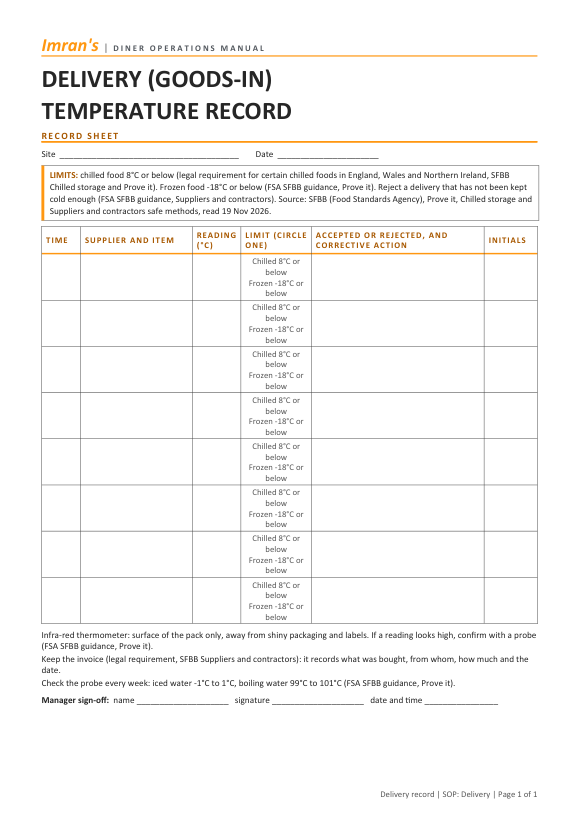 Imran's | DINER OPERATIONS MANUAL
DELIVERY (GOODS-IN)
TEMPERATURE RECORD
RECORD SHEET
Site ________________________________________ Date ______________________
LIMITS: chilled food 8°C or below (legal requirement for certain chilled foods in England, Wales and Northern Ireland, SFBB
Chilled storage and Prove it). Frozen food -18°C or below (FSA SFBB guidance, Prove it). Reject a delivery that has not been kept
cold enough (FSA SFBB guidance, Suppliers and contractors). Source: SFBB (Food Standards Agency), Prove it, Chilled storage and
Suppliers and contractors safe methods, read 19 Nov 2026.
TIME SUPPLIER AND ITEM READING (°C) LIMIT (CIRCLE ONE) ACCEPTED OR REJECTED, AND CORRECTIVE ACTION INITIALS
Chilled 8°C or
below
Frozen -18°C or
below
Chilled 8°C or
below
Frozen -18°C or
below
Chilled 8°C or
below
Frozen -18°C or
below
Chilled 8°C or
below
Frozen -18°C or
below
Chilled 8°C or
below
Frozen -18°C or
below
Chilled 8°C or
below
Frozen -18°C or
below
Chilled 8°C or
below
Frozen -18°C or
below
Chilled 8°C or
below
Frozen -18°C or
below
Infra-red thermometer: surface of the pack only, away from shiny packaging and labels. If a reading looks high, confirm with a probe
(FSA SFBB guidance, Prove it).
Keep the invoice (legal requirement, SFBB Suppliers and contractors): it records what was bought, from whom, how much and the
date.
Check the probe every week: iced water -1°C to 1°C, boiling water 99°C to 101°C (FSA SFBB guidance, Prove it).
Manager sign-off: name ____________________ signature ____________________ date and time ________________
Delivery record | SOP: Delivery | Page 1 of 1